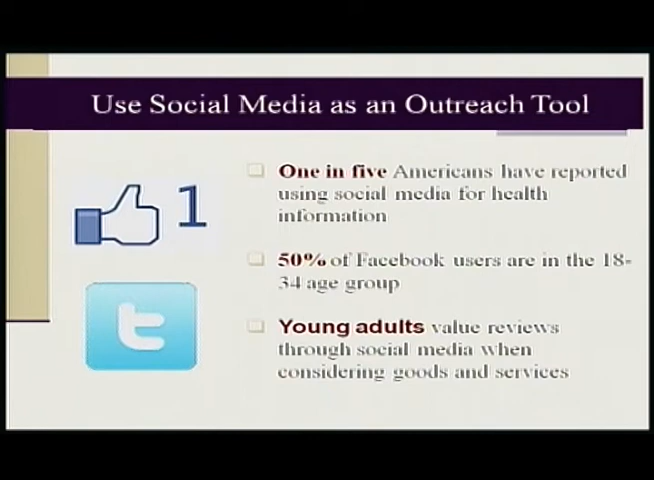 Use Social Media as an Outreach Tool
1
One in five Americans have reported
using social media for health
information
50% of Facebook users are in the 18-
34 age group
t
Young adults value reviews
through social media when
considering goods and services